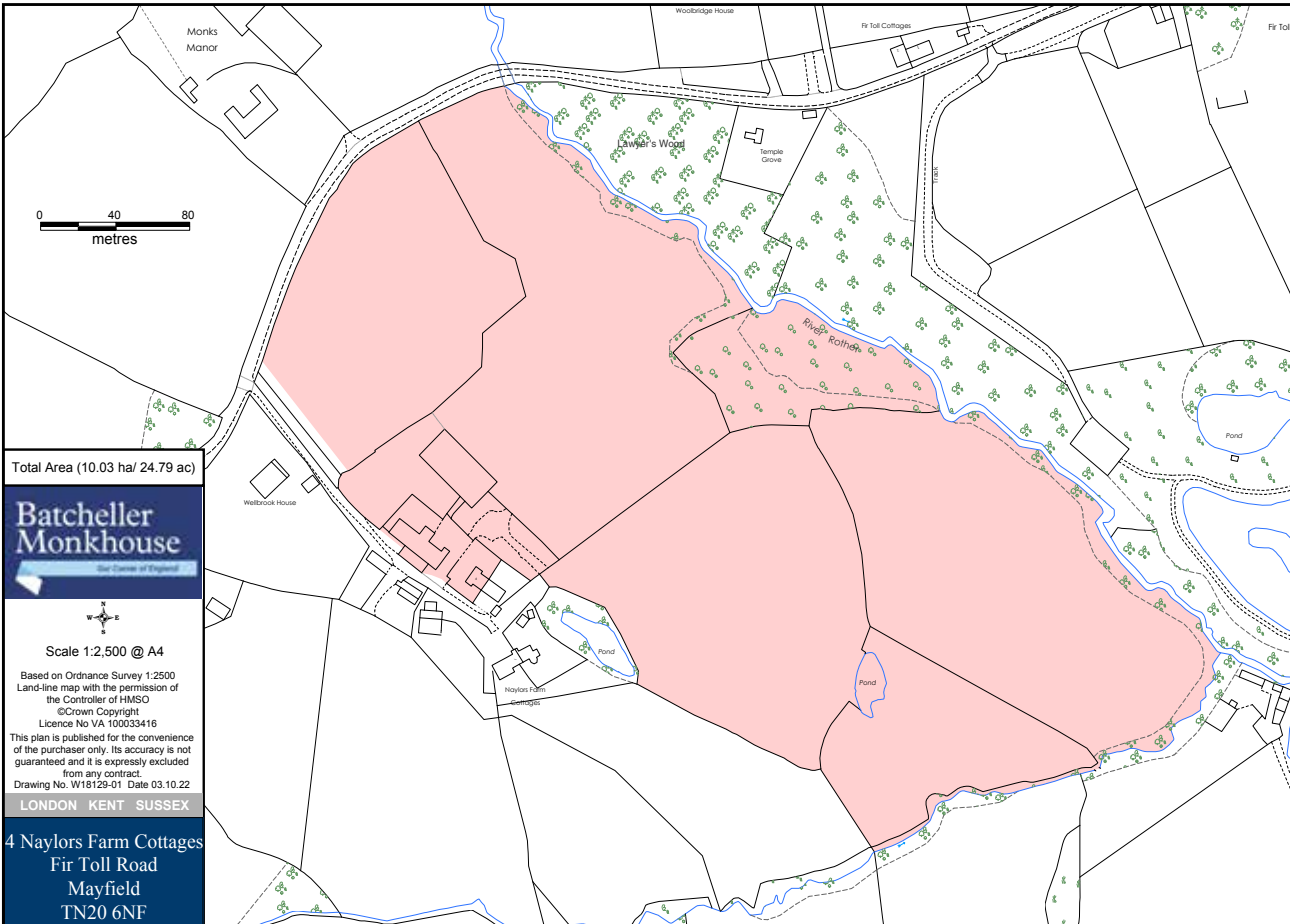 Woolbridge House
Monks
Manor
Fir Toll Cottages
Fir Toll
Lawyer's Wood
Temple
Grove
Track
0 40 80
metres
River Rother
Pond
Total Area (10.03 ha/ 24.79 ac)
Wellbrook House
Batcheller
Monkhouse
Our Corner of England
N
W E
S
Scale 1:2,500 @ A4
Pond
Pond
Naylors Farm
Cottages
Based on Ordnance Survey 1:2500
Land-line map with the permission of
the Controller of HMSO
©Crown Copyright
Licence No VA 100033416
This plan is published for the convenience
of the purchaser only. Its accuracy is not
guaranteed and it is expressly excluded
from any contract.
Drawing No. W18129-01 Date 03.10.22
LONDON KENT SUSSEX
4 Naylors Farm Cottages
Fir Toll Road
Mayfield
TN20 6NF